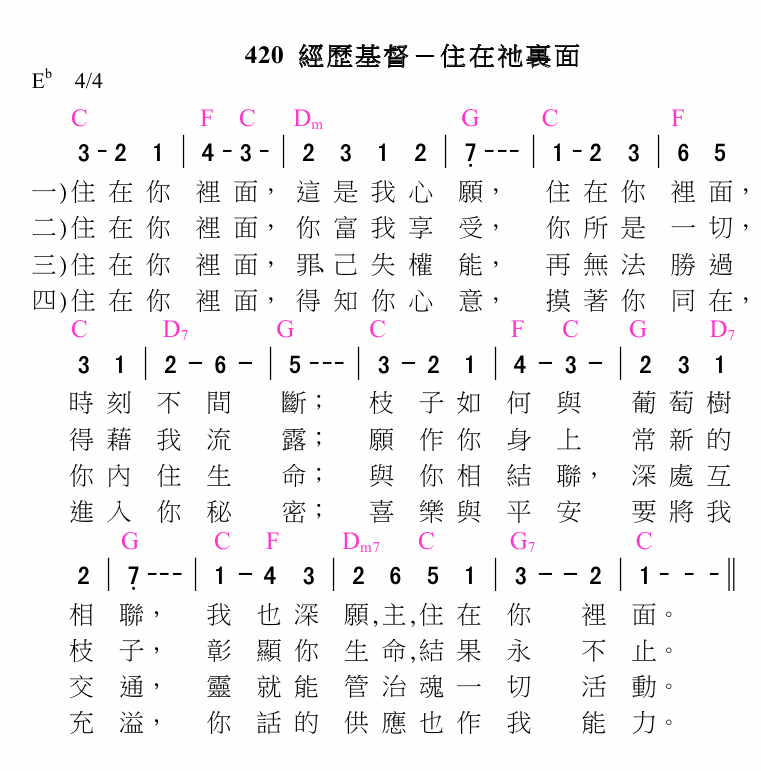 420 經歷基督－住在祂裏面
E♭ 4/4
C F C Dm G C F
3 - 2 1 | 4 - 3 - | 2 3 1 2 | 7̣ - - - | 1 - 2 3 | 6 5
一)住在你 裡面，這是我心 願， 住在你 裡面，
二)住在你 裡面，你富我享 受， 你所是 一切，
三)住在你 裡面，罪、己失權 能， 再無法 勝過
四)住在你 裡面，得知你心 意， 摸著你 同在，
C D7 G C F C G D7
3 1 | 2 - 6 - | 5 - - - | 3 - 2 1 | 4 - 3 - | 2 3 1
時刻 不間 斷； 枝子如 何與 葡萄樹
得藉 我流 露； 願作你 身上 常新的
你內 住生 命； 與你相 結聯，深處互
進入 你秘 密； 喜樂與 平安 要將我
G C F Dm7 C G7 C
2 | 7̣ - - - | 1 - 4 3 | 2 6 5 1 | 3 - - 2 | 1 - - - ‖
相 聯， 我也深 願,主,住在 你 裡 面。
枝 子， 彰顯你 生命,結果 永 不 止。
交 通， 靈就能 管治魂一 切 活 動。
充 溢， 你話的 供應也作 我 能 力。